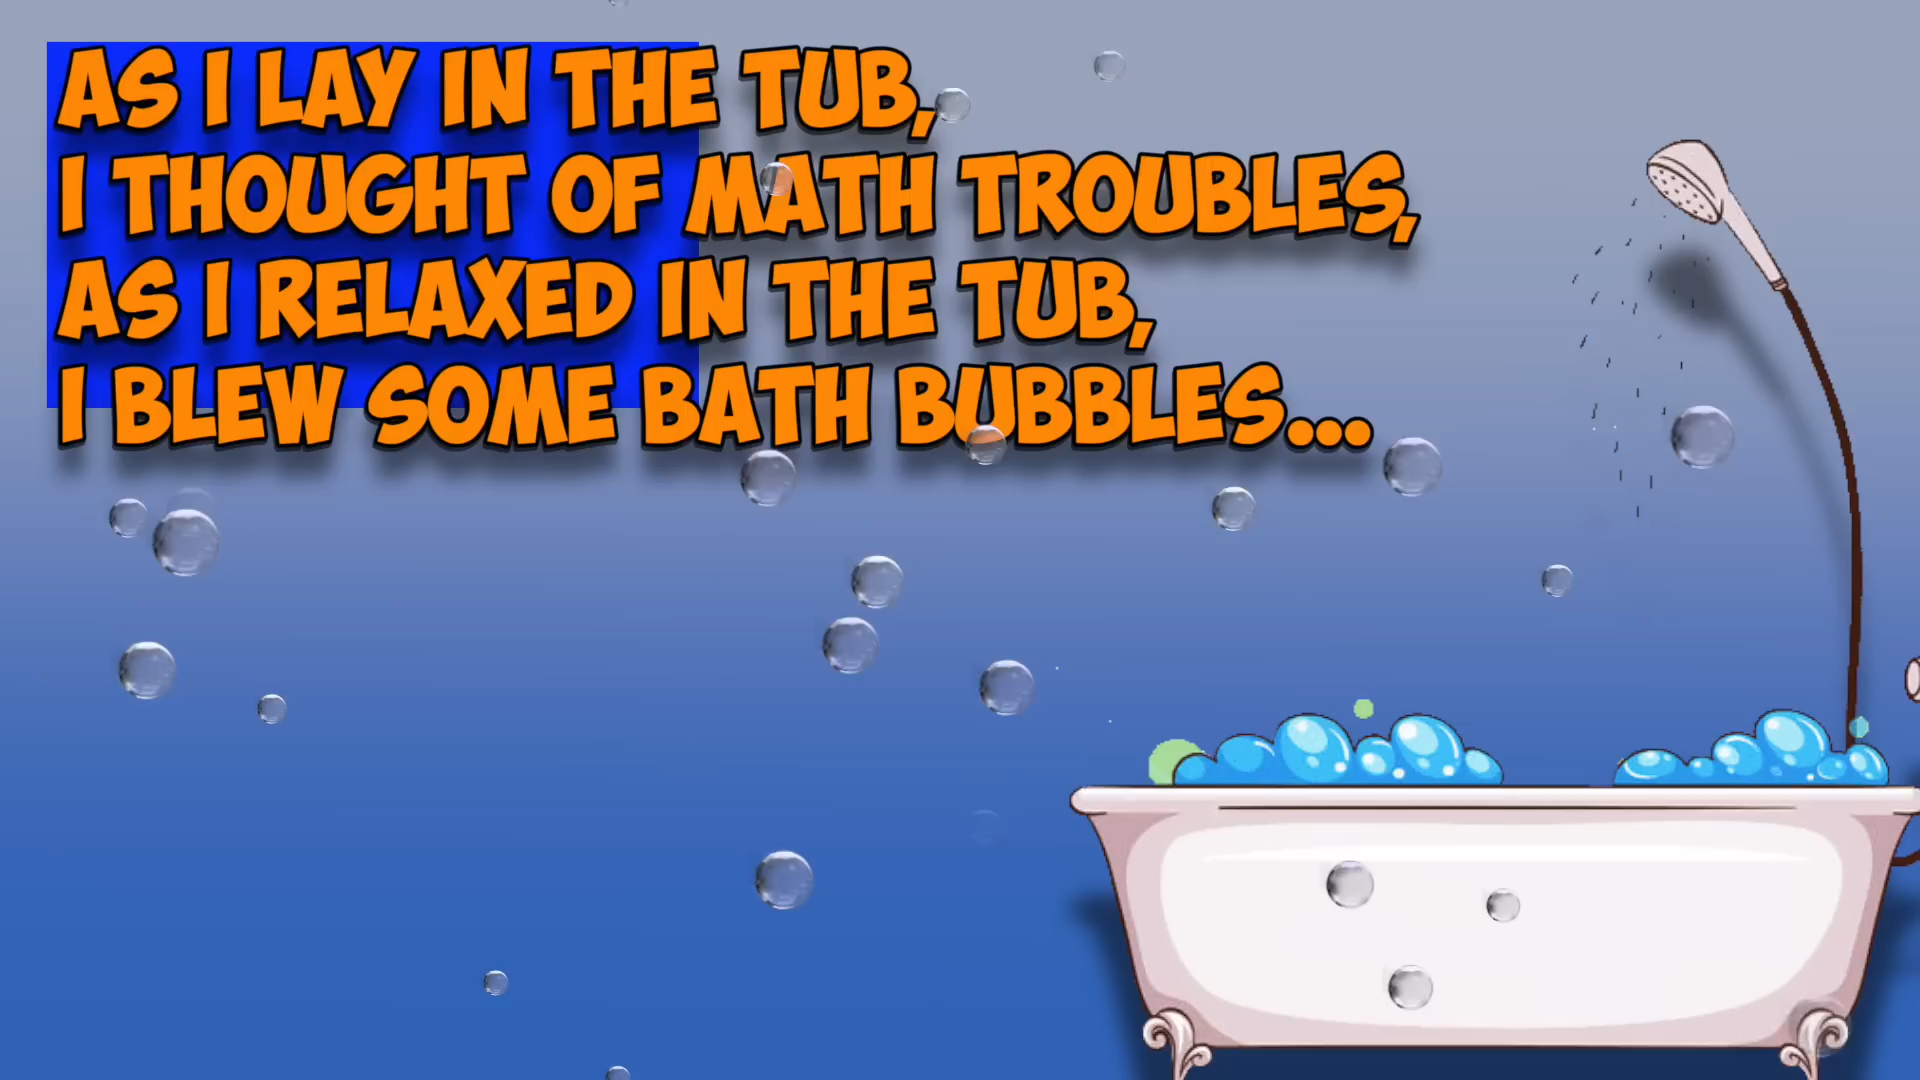 AS I LAY IN THE TUB,
I THOUGHT OF MATH TROUBLES,
AS I RELAXED IN THE TUB,
I BLEW SOME BATH BUBBLES...